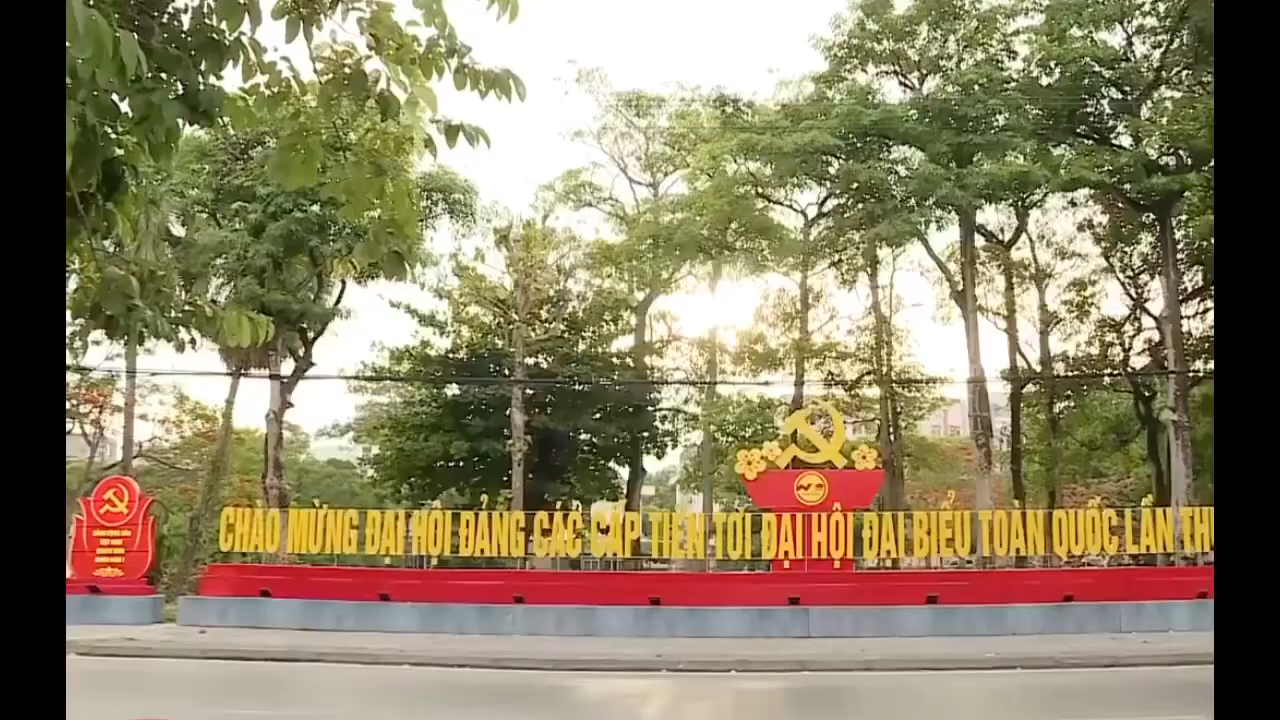 CHÀO MỪNG ĐẠI HỘI ĐẢNG CÁC CẤP TIẾN TỚI ĐẠI HỘI ĐẠI BIỂU TOÀN QUỐC LẦN THỨ